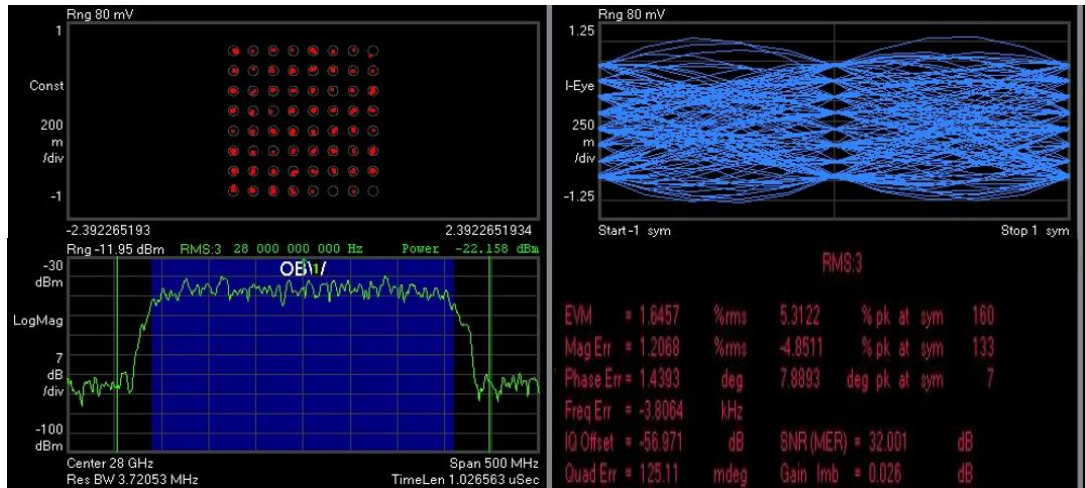 Rng 80 mV
1
Const
200
m
/div
-1
-2.392265193 2.3922651934
Rng 80 mV
1.25
I-Eye
250
m
/div
-1.25
Start-1 sym Stop 1 sym
Rng -11.95 dBm RMS:3 28 000 000 000 Hz Power -22.158 dBm
-30
dBm
OBW
1
LogMag
7
dB
/div
-100
dBm
Center 28 GHz Span 500 MHz
Res BW 3.72053 MHz TimeLen 1.026563 uSec
RMS:3
EVM = 1.6457 %rms 5.3122 % pk at sym 160
Mag Err = 1.2068 %rms -4.8511 % pk at sym 133
Phase Err = 1.4393 deg 7.8893 deg pk at sym 7
Freq Err = -3.8064 kHz
IQ Offset = -56.971 dB SNR(MER) = 32.001 dB
Quad Err = 125.11 mdeg Gain Imb = 0.026 dB